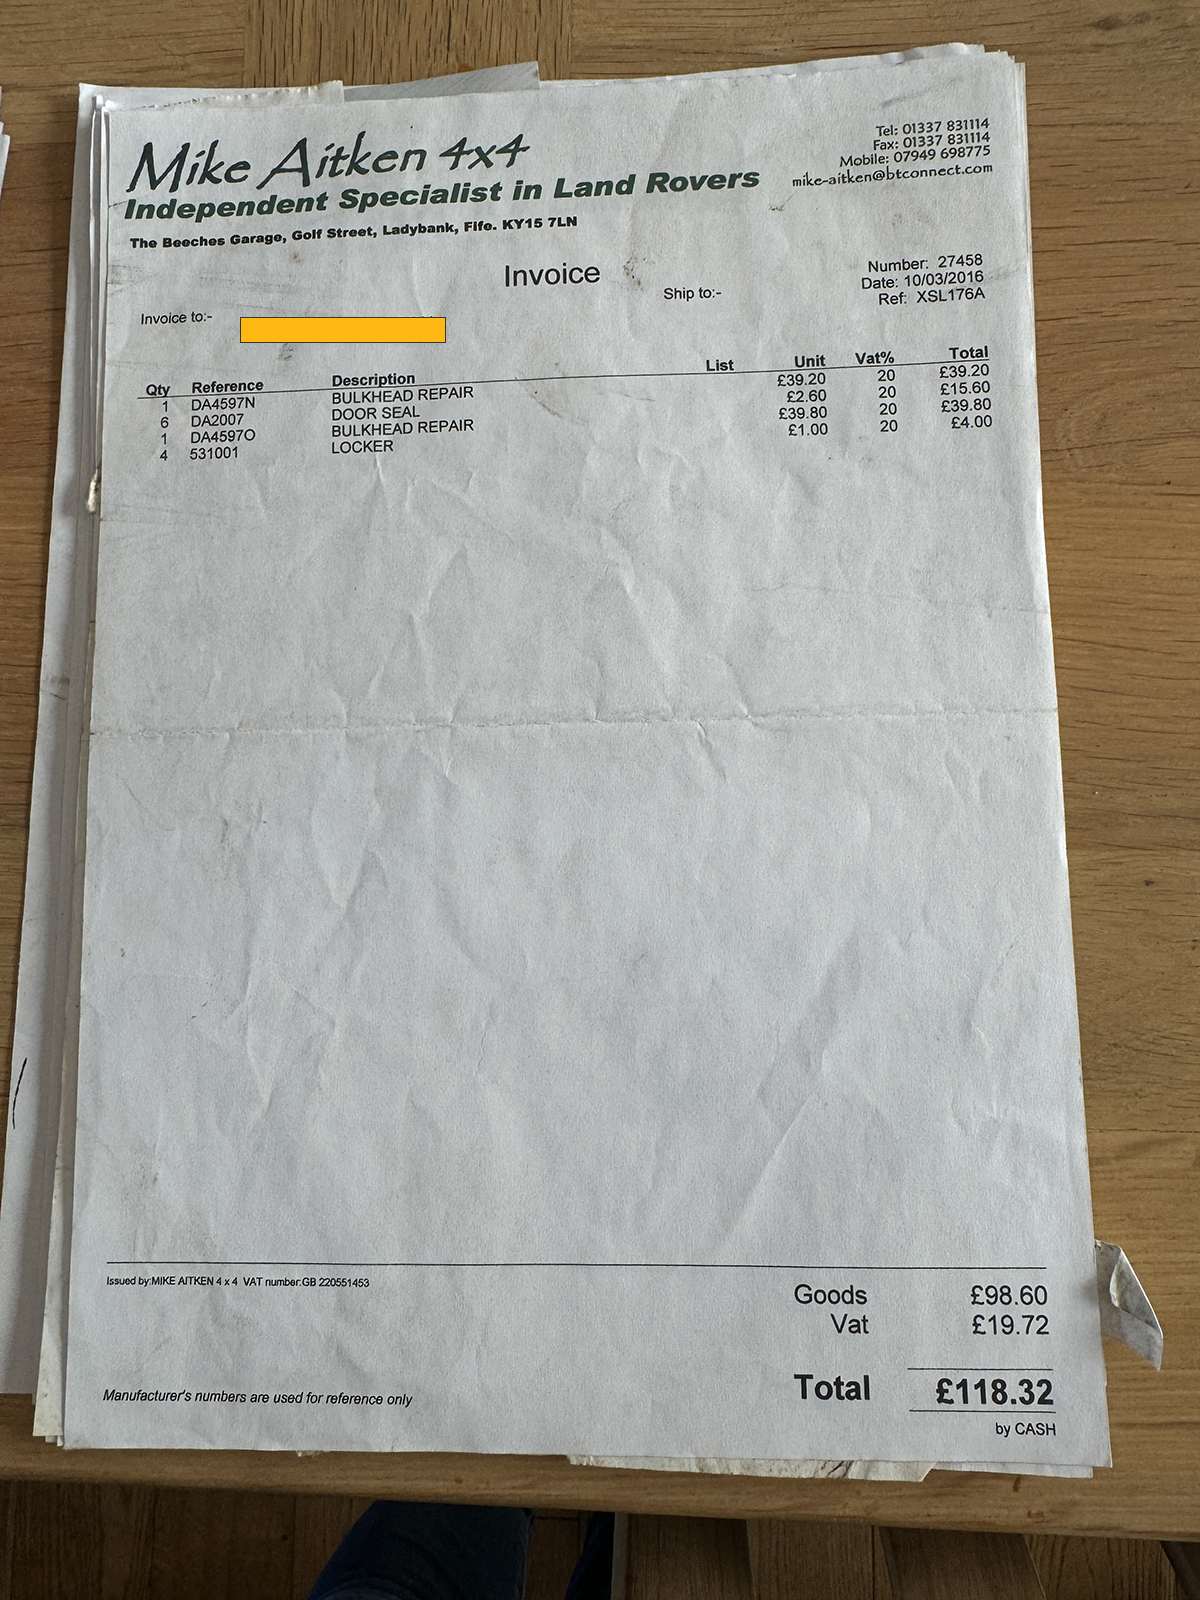 Mike Aitken 4x4
Independent Specialist in Land Rovers
The Beeches Garage, Golf Street, Ladybank, Fife. KY15 7LN
Tel: 01337 831114
Fax: 01337 831114
Mobile: 07949 698775
mike-aitken@btconnect.com
Invoice
Number: 27458
Date: 10/03/2016
Ref: XSL176A
Invoice to:-
Ship to:-
Qty Reference Description List Unit Vat% Total
1 DA4597N BULKHEAD REPAIR £39.20 20 £39.20
6 DA2007 DOOR SEAL £2.60 20 £15.60
1 DA4597O BULKHEAD REPAIR £39.80 20 £39.80
4 531001 LOCKER £1.00 20 £4.00
Issued by:MIKE AITKEN 4 x 4 VAT number:GB 220551453
Goods £98.60
Vat £19.72
Total £118.32
by CASH
Manufacturer's numbers are used for reference only